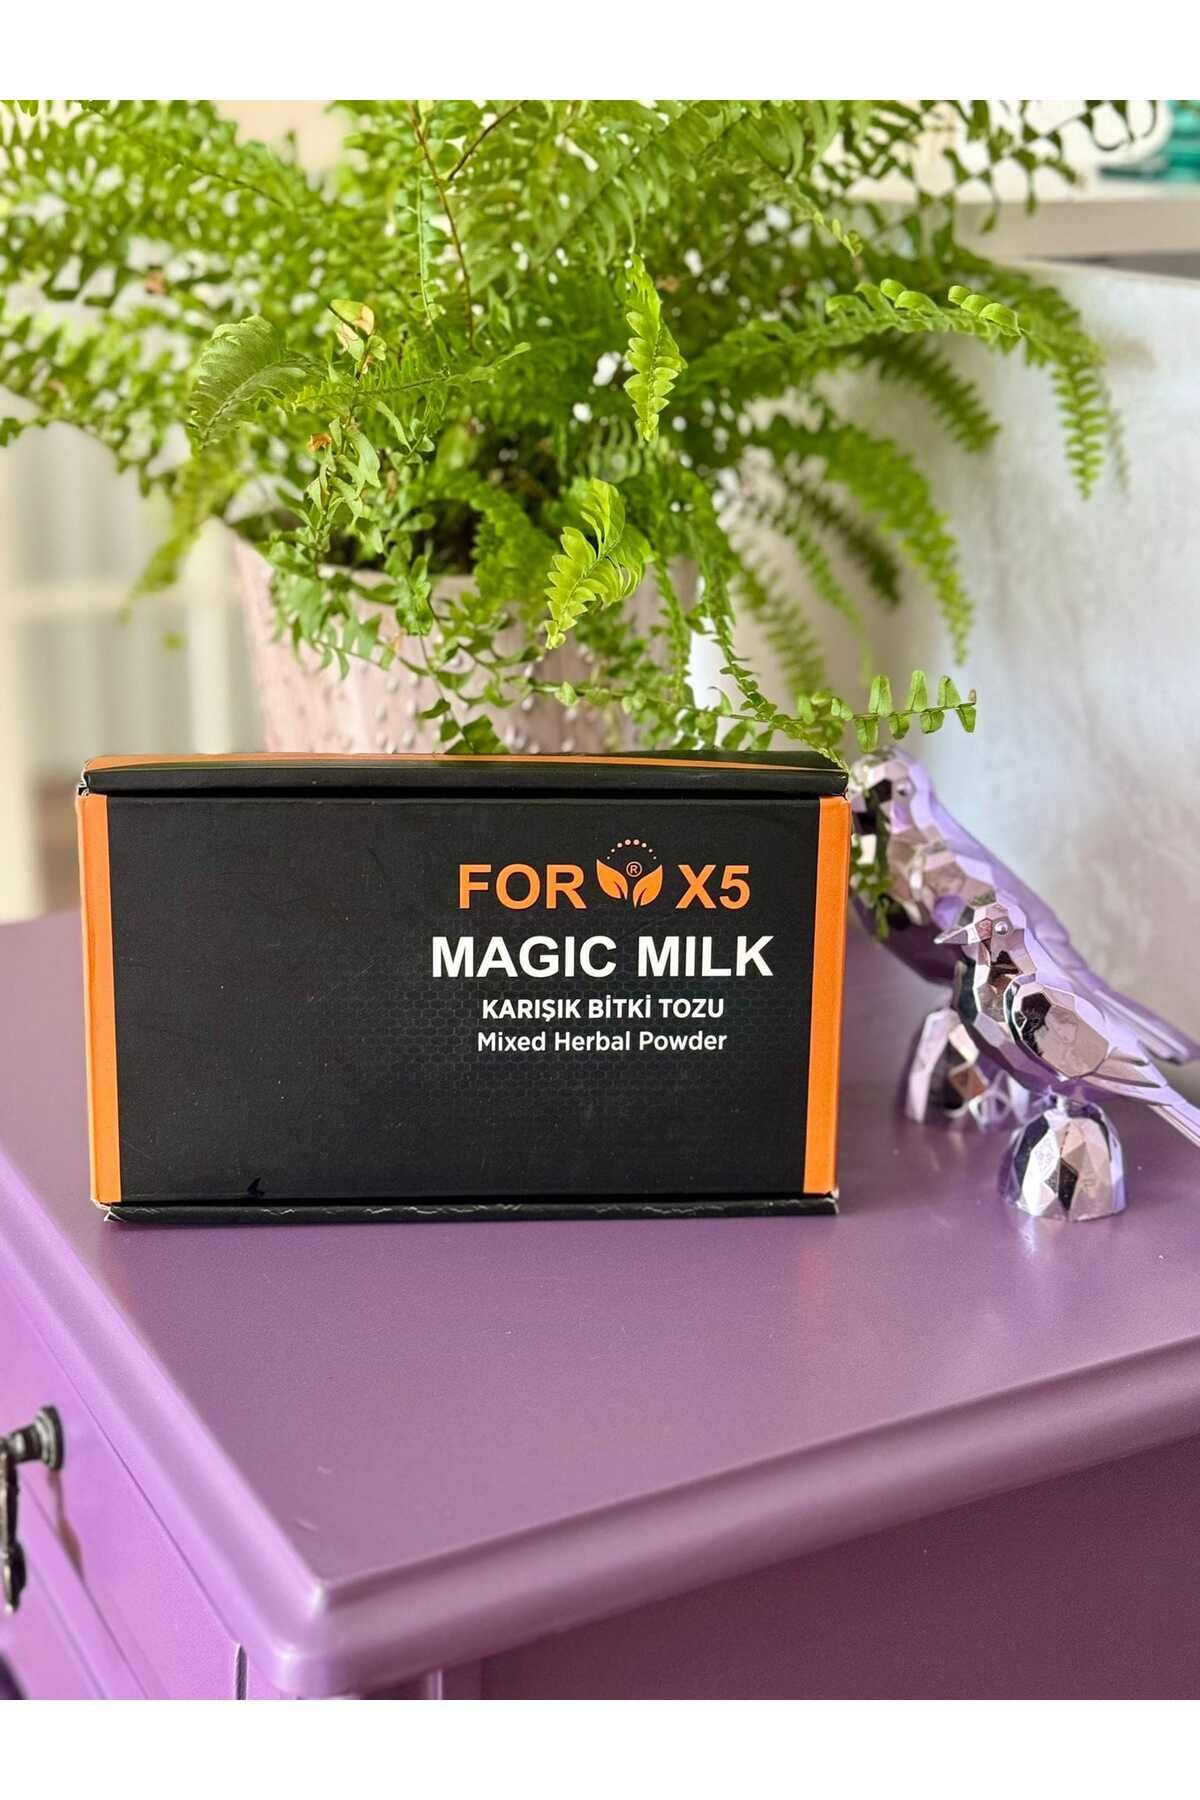 FOR ® X5
MAGIC MILK
KARIŞIK BİTKİ TOZU
Mixed Herbal Powder